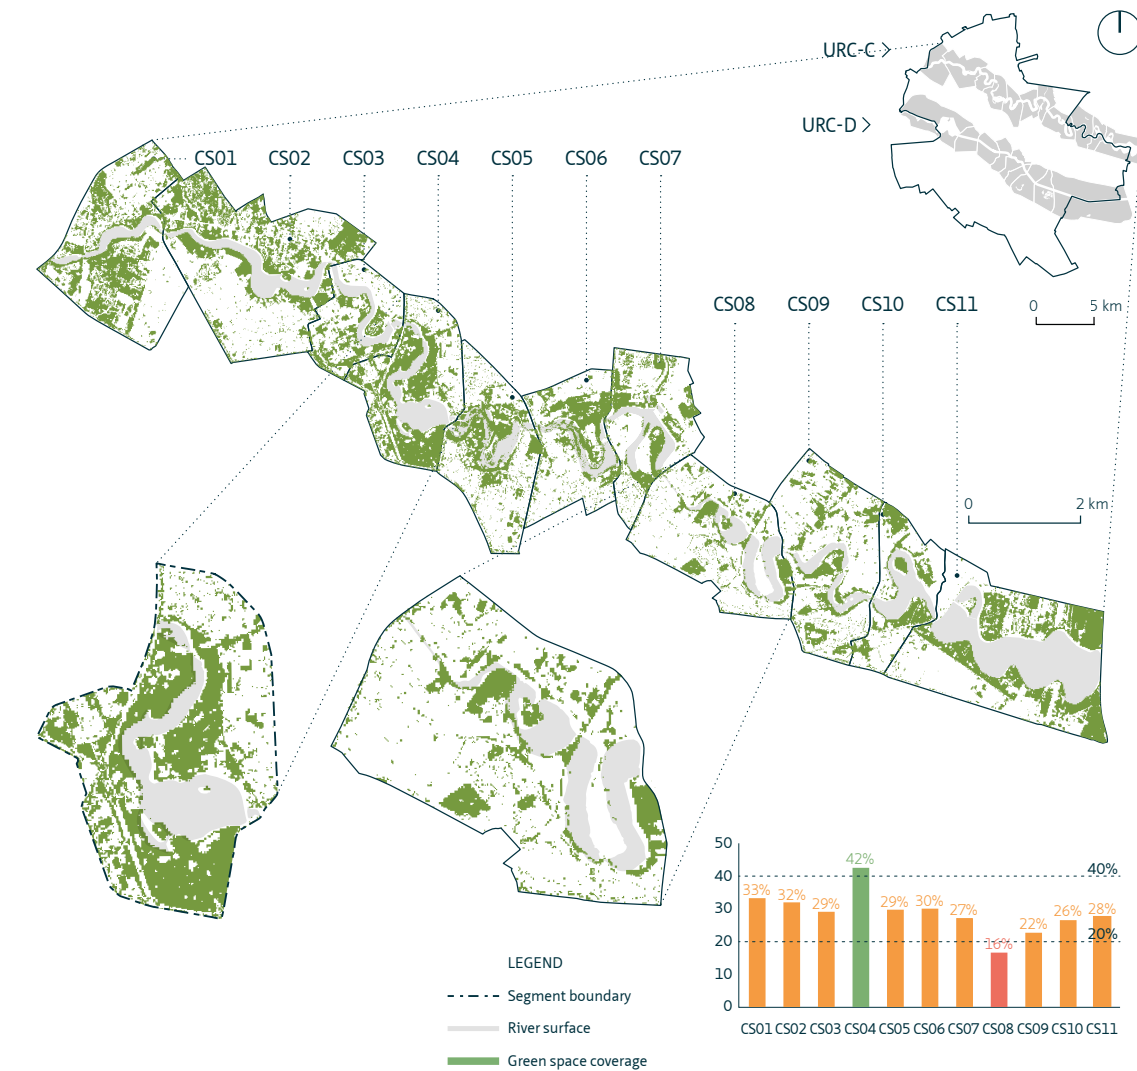 URC-C
URC-D
CS01 CS02 CS03 CS04 CS05 CS06 CS07
CS08 CS09 CS10 CS11
0 5 km
0 2 km
50
40
30
20
10
0
40%
20%
33% 32% 29% 42% 29% 30% 27% 16% 22% 26% 28%
CS01 CS02 CS03 CS04 CS05 CS06 CS07 CS08 CS09 CS10 CS11
LEGEND
Segment boundary
River surface
Green space coverage